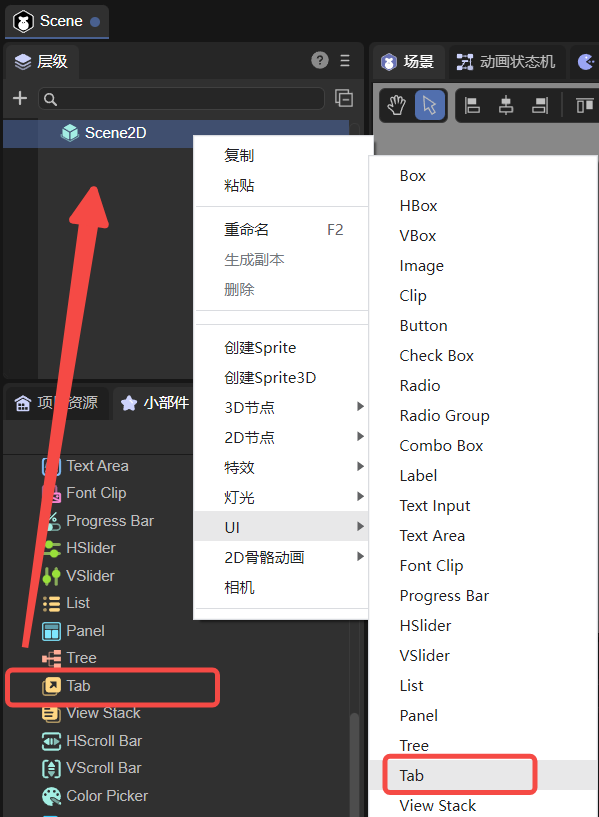 Scene
层级
场景
动画状态机
Scene2D
复制
粘贴
重命名 F2
生成副本
删除
创建Sprite
创建Sprite3D
3D节点
2D节点
特效
灯光
UI
2D骨骼动画
相机
Box
HBox
VBox
Image
Clip
Button
Check Box
Radio
Radio Group
Combo Box
Label
Text Input
Text Area
Font Clip
Progress Bar
HSlider
VSlider
List
Panel
Tree
Tab
View Stack
项目资源
小部件
Text Area
Font Clip
Progress Bar
HSlider
VSlider
List
Panel
Tree
Tab
View Stack
HScroll Bar
VScroll Bar
Color Picker